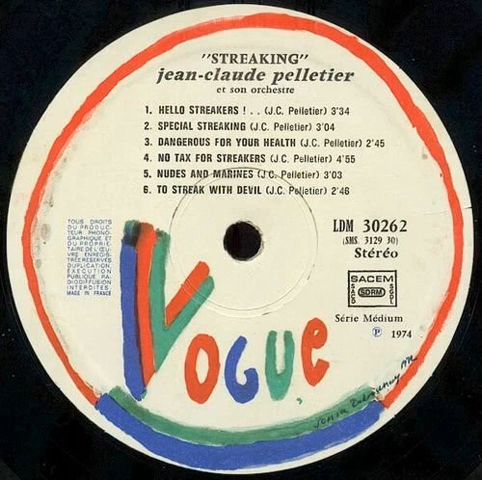 "STREAKING"
jean-claude pelletier
et son orchestre
1. HELLO STREAKERS ! . . (J.C. Pelletier) 3'34
2. SPECIAL STREAKING (J.C. Pelletier) 3'04
3. DANGEROUS FOR YOUR HEALTH (J.C. Pelletier) 2'45
4. NO TAX FOR STREAKERS (J.C. Pelletier) 4'55
5. NUDES AND MARINES (J.C. Pelletier) 3'03
6. TO STREAK WITH DEVIL (J.C. Pelletier) 2'46
TOUS DROITS
DU PRODUC-
TEUR PHONO-
GRAPHIQUE ET
DU PROPRIÉ-
TAIRE DE L'ŒU-
VRE ENREGIS-
TRÉE RÉSERVÉS
DUPLICATION,
EXÉCUTION
PUBLIQUE RA-
DIODIFFUSION
INTERDITES.
MADE IN FRANCE
LDM 30262
(SMS. 3129 30)
Stéréo
SACEM
SACD SDRM SGDL
Série Médium
℗ 1974
VOGUE